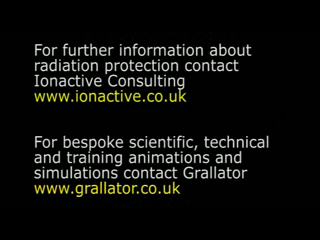 For further information about
radiation protection contact
Ionactive Consulting
www.ionactive.co.uk
For bespoke scientific, technical
and training animations and
simulations contact Grallator
www.grallator.co.uk